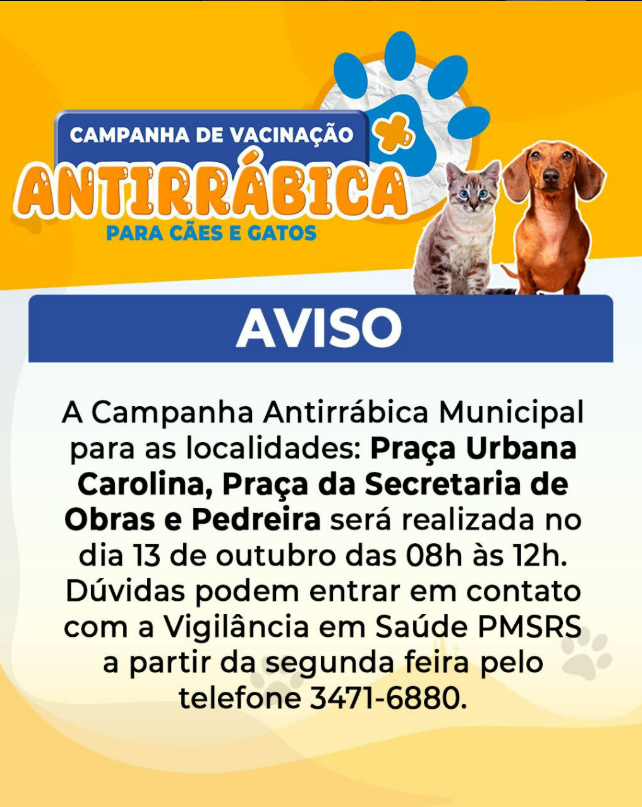 CAMPANHA DE VACINAÇÃO
ANTIRRÁBICA
PARA CÃES E GATOS
AVISO
A Campanha Antirrábica Municipal
para as localidades: Praça Urbana
Carolina, Praça da Secretaria de
Obras e Pedreira será realizada no
dia 13 de outubro das 08h às 12h.
Dúvidas podem entrar em contato
com a Vigilância em Saúde PMSRS
a partir da segunda feira pelo
telefone 3471-6880.